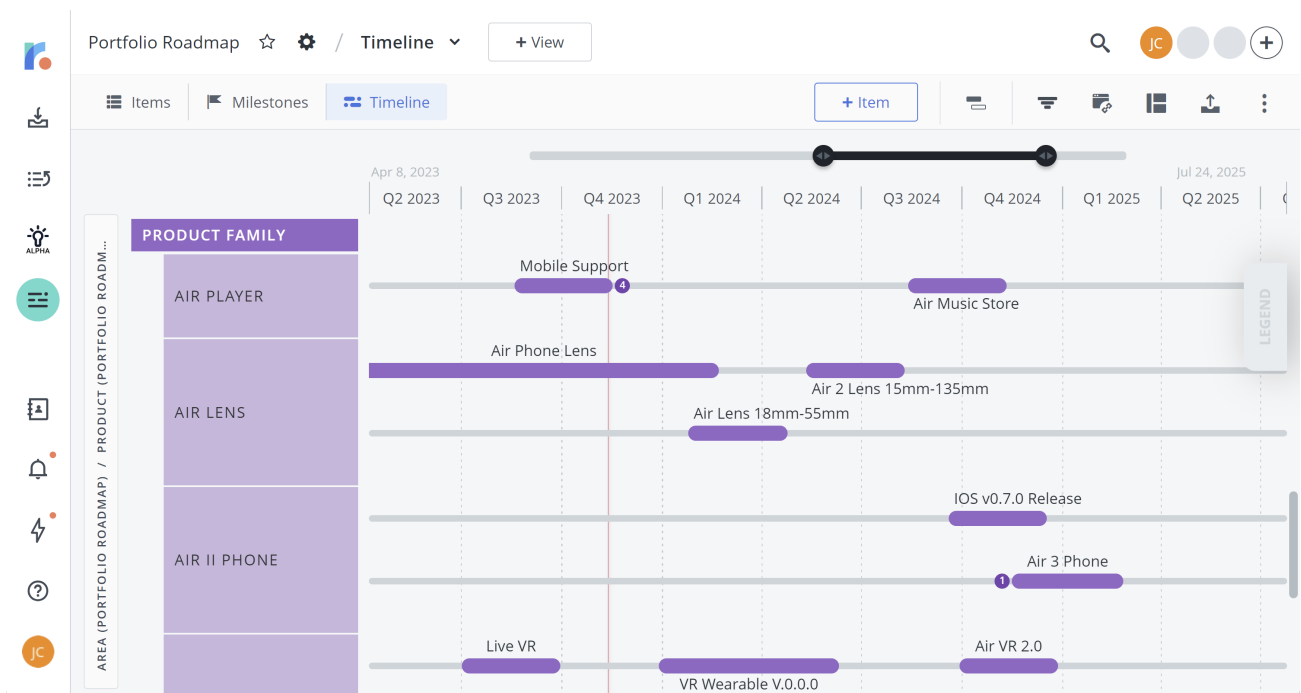 Portfolio Roadmap / Timeline + View
JC
Items Milestones Timeline + Item
ALPHA
Apr 8, 2023 Jul 24, 2025
Q2 2023 Q3 2023 Q4 2023 Q1 2024 Q2 2024 Q3 2024 Q4 2024 Q1 2025 Q2 2025
AREA (PORTFOLIO ROADMAP) / PRODUCT (PORTFOLIO ROADM...
PRODUCT FAMILY
AIR PLAYER
Mobile Support
4
Air Music Store
LEGEND
AIR LENS
Air Phone Lens
Air 2 Lens 15mm-135mm
Air Lens 18mm-55mm
AIR II PHONE
IOS v0.7.0 Release
Air 3 Phone
1
Live VR
Air VR 2.0
VR Wearable V.0.0.0
JC